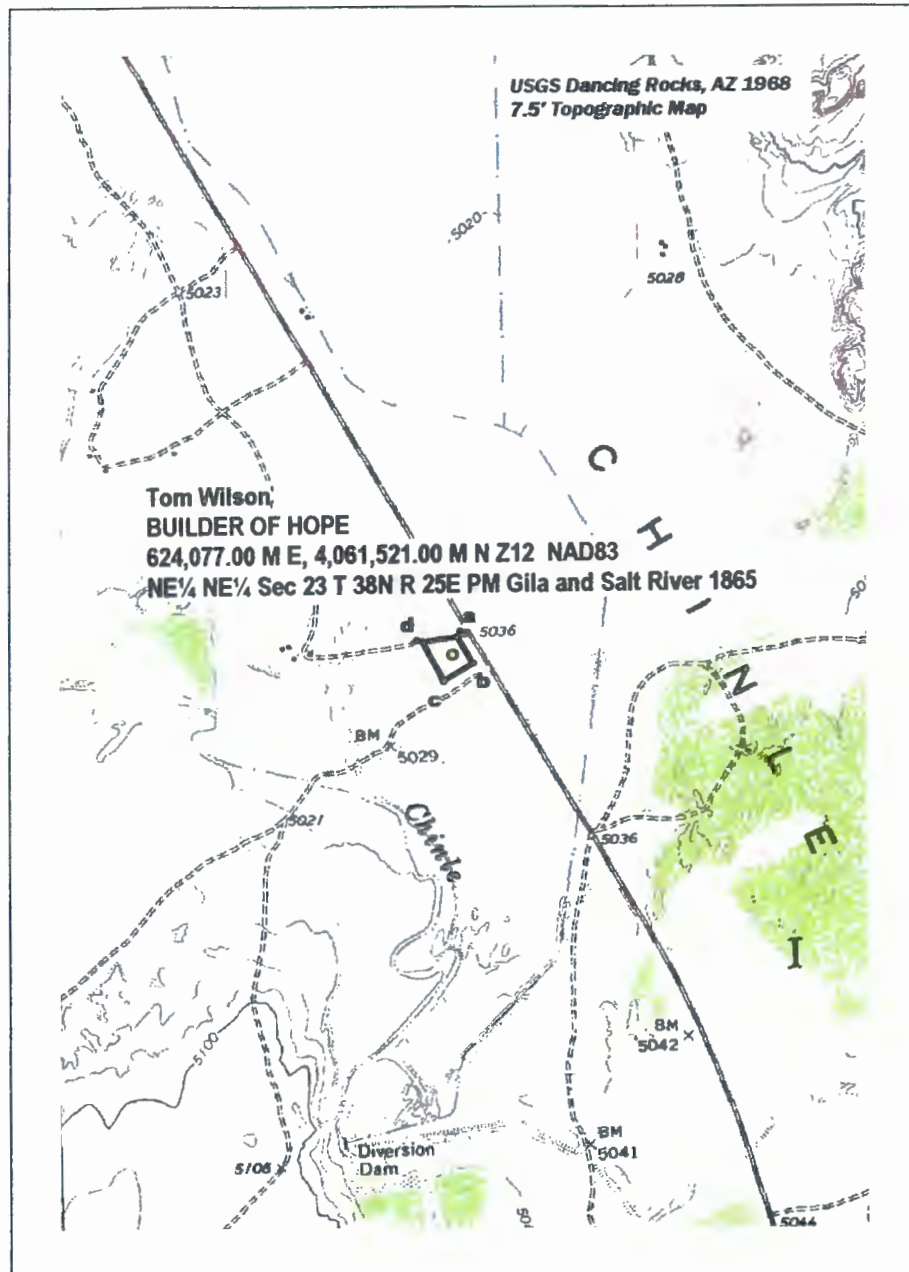 USGS Dancing Rocks, AZ 1968
7.5' Topographic Map
5020
5028
5023
C
H
I
N
L
E
Tom Wilson,
BUILDER OF HOPE
624,077.00 M E, 4,061,521.00 M N Z12 NAD83
NE¼ NE¼ Sec 23 T 38N R 25E PM Gila and Salt River 1865
a
5036
d
b
c
BM
5029
5021
Chinle
5036
I
5100
BM
5042
BM
5041
Diversion
Dam
5106
5044